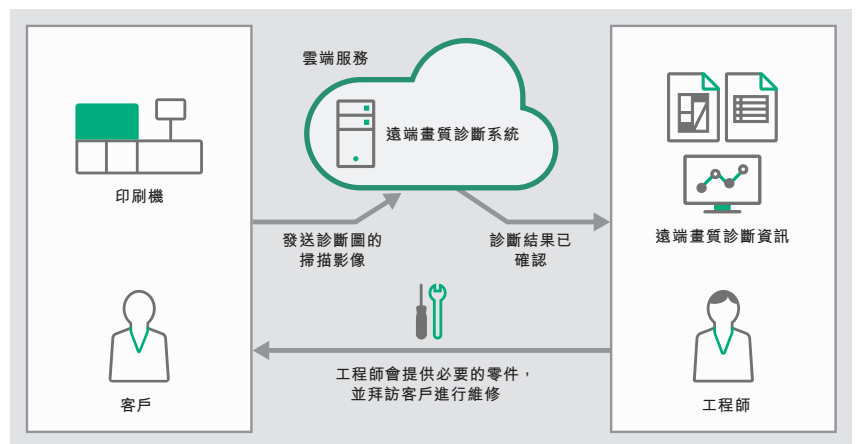 雲端服務
遠端畫質診斷系統
印刷機
發送診斷圖的
掃描影像
診斷結果已
確認
遠端畫質診斷資訊
客戶
工程師會提供必要的零件，
並拜訪客戶進行維修
工程師